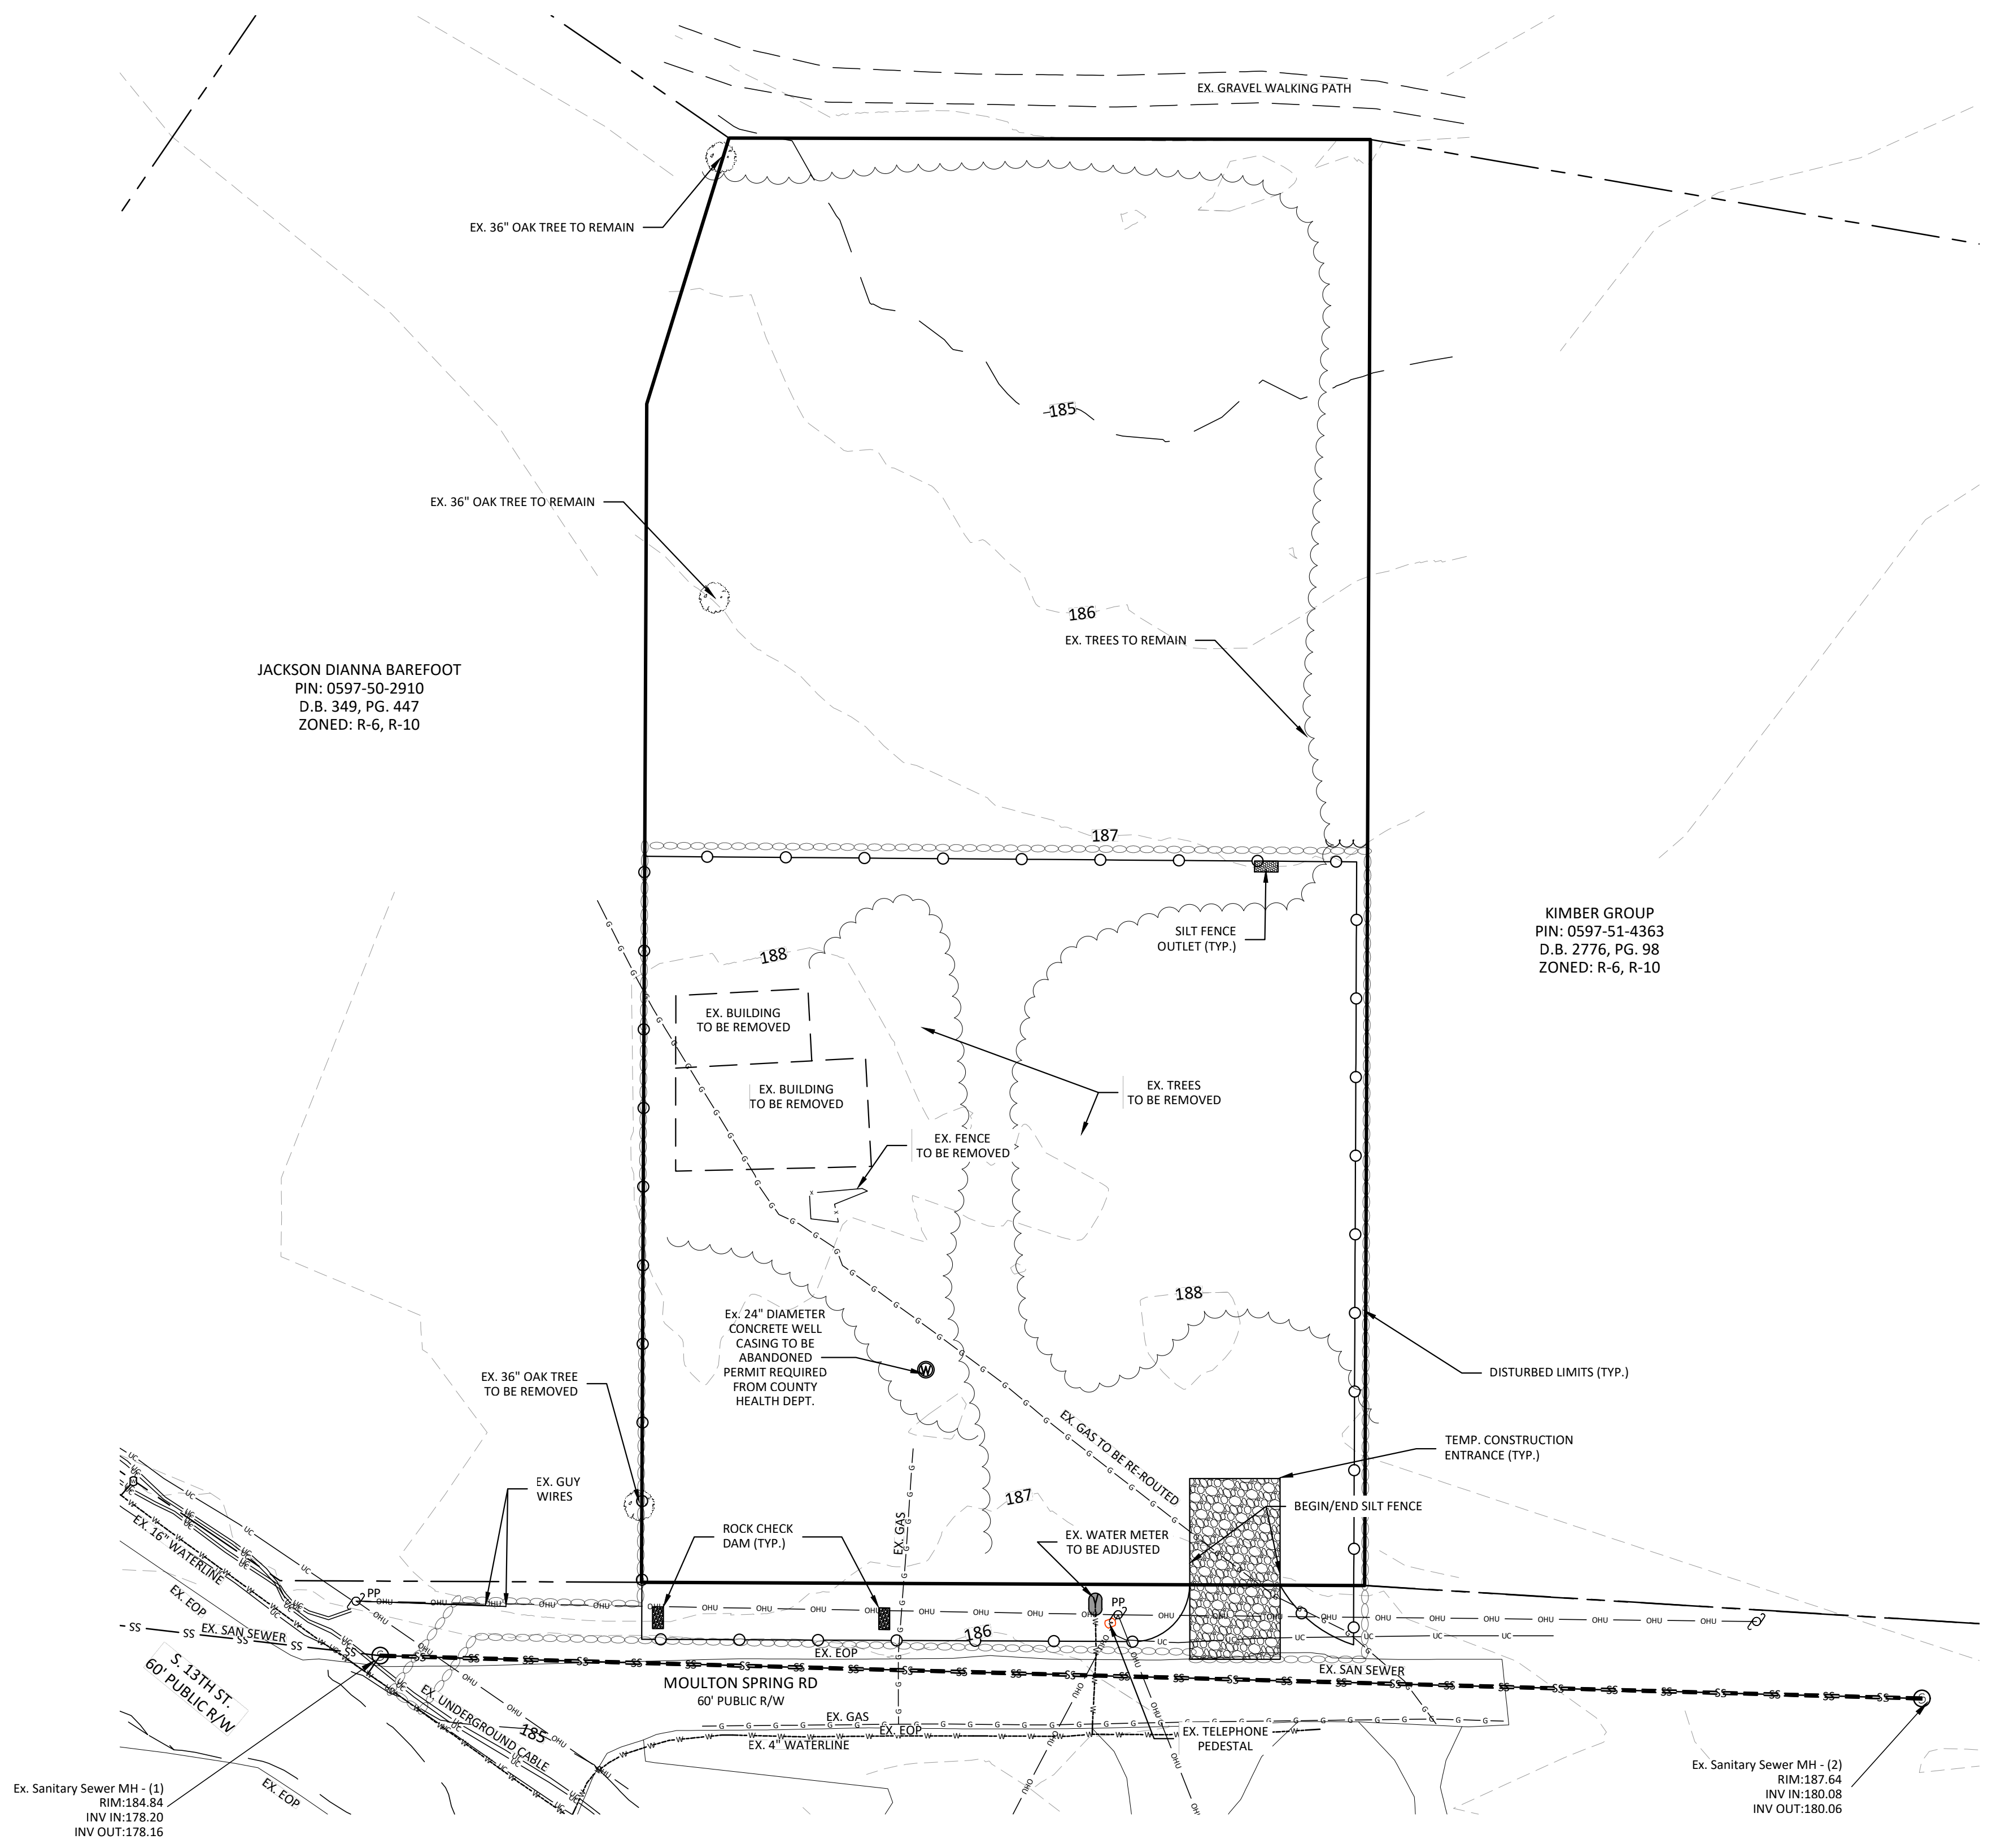 EX. GRAVEL WALKING PATH
EX. 36" OAK TREE TO REMAIN
185
EX. 36" OAK TREE TO REMAIN
186
EX. TREES TO REMAIN
JACKSON DIANNA BAREFOOT
PIN: 0597-50-2910
D.B. 349, PG. 447
ZONED: R-6, R-10
187
KIMBER GROUP
PIN: 0597-51-4363
D.B. 2776, PG. 98
ZONED: R-6, R-10
SILT FENCE
OUTLET (TYP.)
188
EX. BUILDING
TO BE REMOVED
EX. BUILDING
TO BE REMOVED
EX. TREES
TO BE REMOVED
EX. FENCE
TO BE REMOVED
188
Ex. 24" DIAMETER
CONCRETE WELL
CASING TO BE
ABANDONED
PERMIT REQUIRED
FROM COUNTY
HEALTH DEPT.
W
EX. 36" OAK TREE
TO BE REMOVED
DISTURBED LIMITS (TYP.)
EX. GAS TO BE RE-ROUTED
TEMP. CONSTRUCTION
ENTRANCE (TYP.)
EX. GUY
WIRES
187
BEGIN/END SILT FENCE
ROCK CHECK
DAM (TYP.)
EX. GAS
EX. WATER METER
TO BE ADJUSTED
EX. 16" WATERLINE
EX. EOP
PP
PP
EX. SAN SEWER
S. 13TH ST.
60' PUBLIC R/W
186
EX. EOP
EX. SAN SEWER
MOULTON SPRING RD
60' PUBLIC R/W
EX. UNDERGROUND CABLE
185
EX. GAS
EX. EOP
EX. 4" WATERLINE
EX. TELEPHONE
PEDESTAL
EX. EOP
Ex. Sanitary Sewer MH - (1)
RIM:184.84
INV IN:178.20
INV OUT:178.16
Ex. Sanitary Sewer MH - (2)
RIM:187.64
INV IN:180.08
INV OUT:180.06